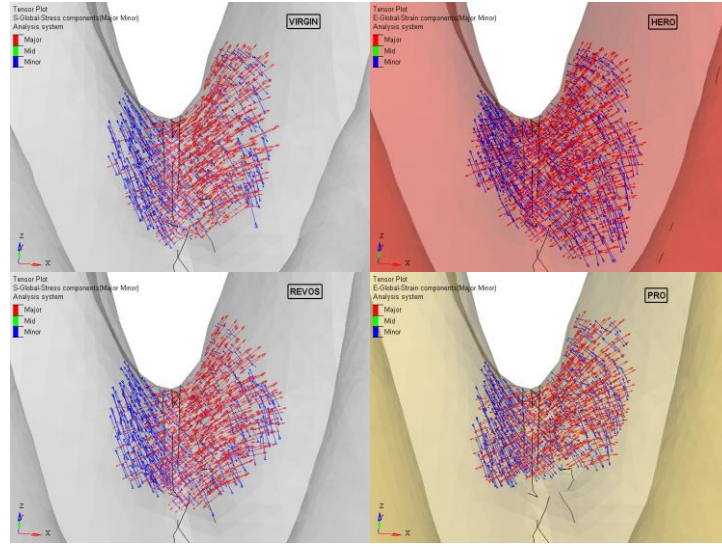 Tensor Plot
S-Global-Stress components(Major Minor)
Analysis system
Major
Mid
Minor
VIRGIN
Z
X
Tensor Plot
E-Global-Strain components(Major Minor)
Analysis system
Major
Mid
Minor
HERO
Z
X
Tensor Plot
S-Global-Stress components(Major Minor)
Analysis system
Major
Mid
Minor
REVOS
Z
X
Tensor Plot
E-Global-Strain components(Major Minor)
Analysis system
Major
Mid
Minor
PRO
Z
X